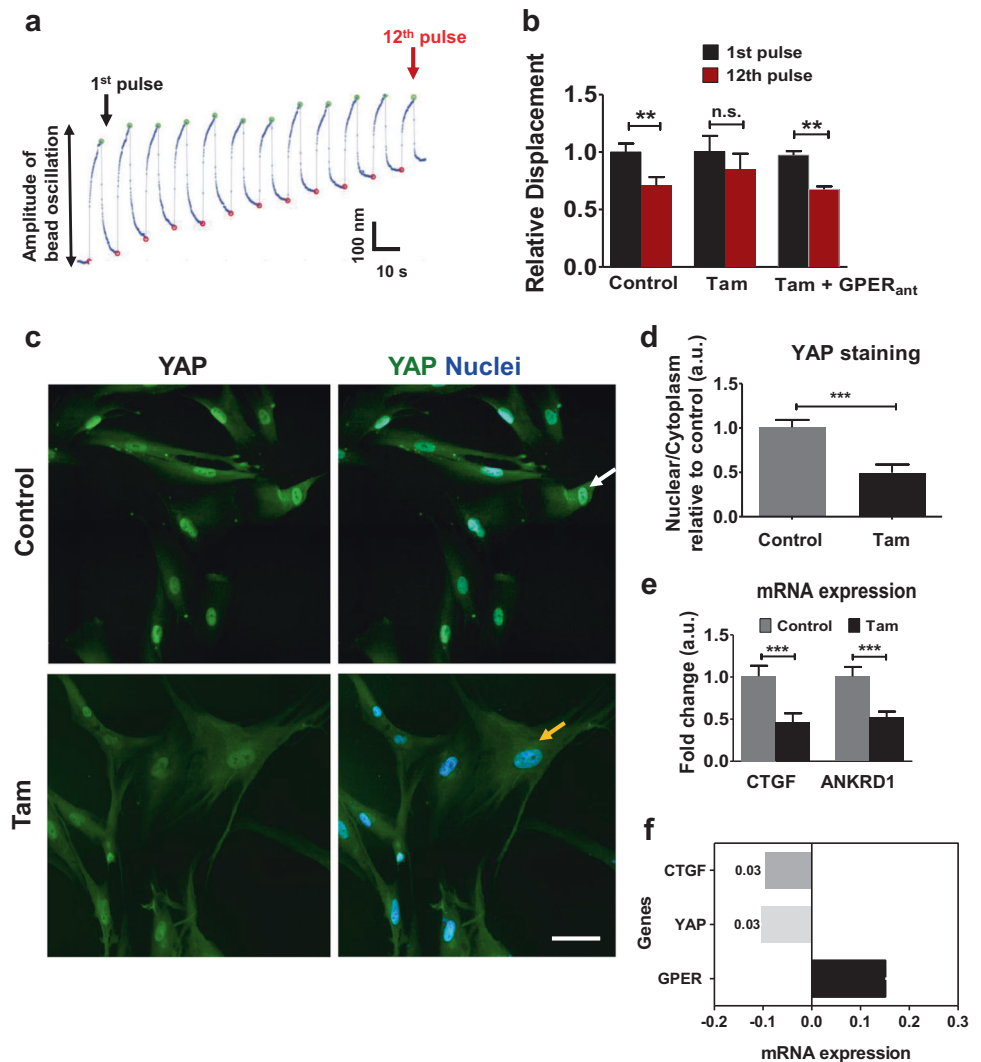 a
12th pulse
1st pulse
Amplitude of
bead oscillation
100 nm
10 s
b
1st pulse
12th pulse
Relative Displacement
1.5
1.0
0.5
0.0
**
n.s.
**
Control
Tam
Tam + GPERant
c
YAP
YAP Nuclei
Control
Tam
d
YAP staining
Nuclear/Cytoplasm
relative to control (a.u.)
1.5
1.0
0.5
0
***
Control
Tam
e
mRNA expression
Control
Tam
Fold change (a.u.)
1.5
1.0
0.5
0
***
***
CTGF
ANKRD1
f
Genes
CTGF
YAP
GPER
0.03
0.03
-0.2
-0.1
0.0
0.1
0.2
0.3
mRNA expression